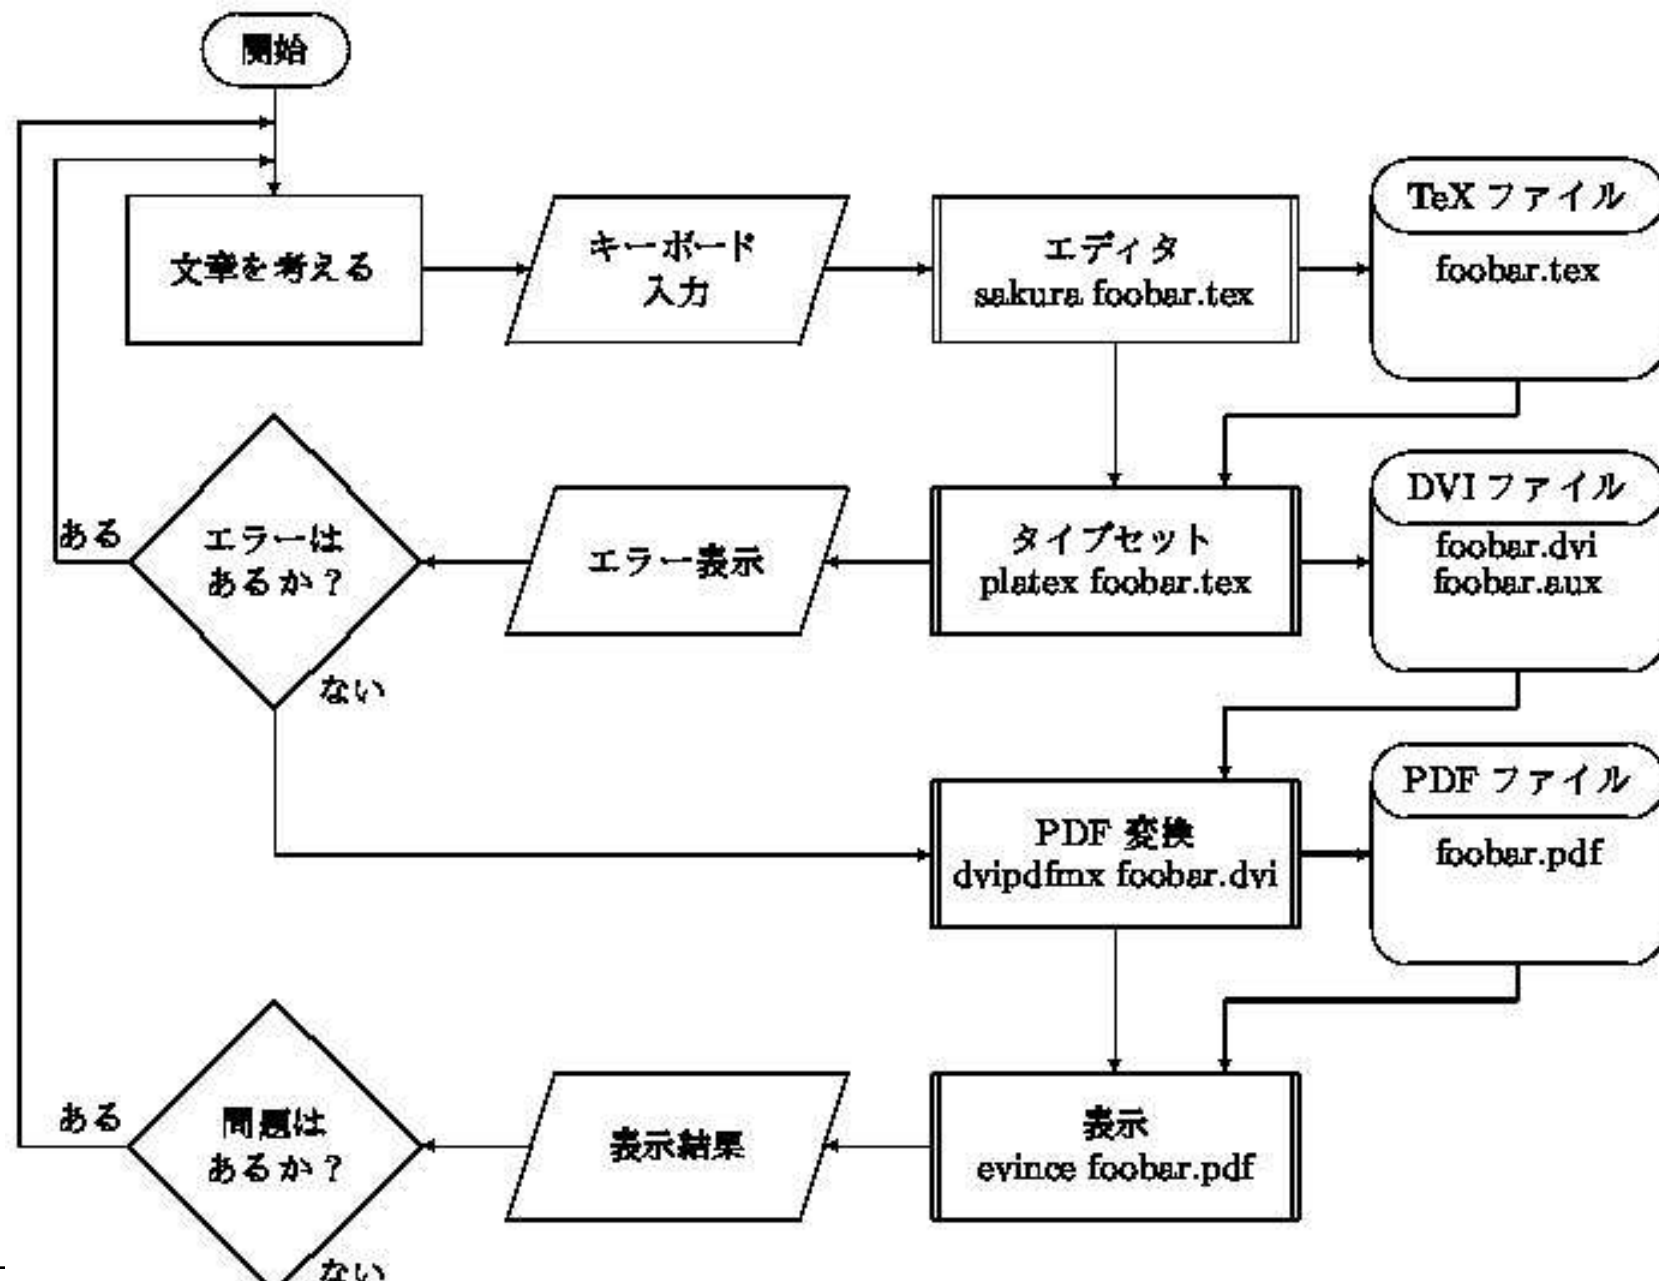 開始
文章を考える
キーボード
入力
エディタ
sakura foobar.tex
TeX ファイル
foobar.tex
ある
エラーは
あるか？
ない
エラー表示
タイプセット
platex foobar.tex
DVI ファイル
foobar.dvi
foobar.aux
PDF 変換
dvipdfmx foobar.dvi
PDF ファイル
foobar.pdf
ある
問題は
あるか？
ない
表示結果
表示
evince foobar.pdf